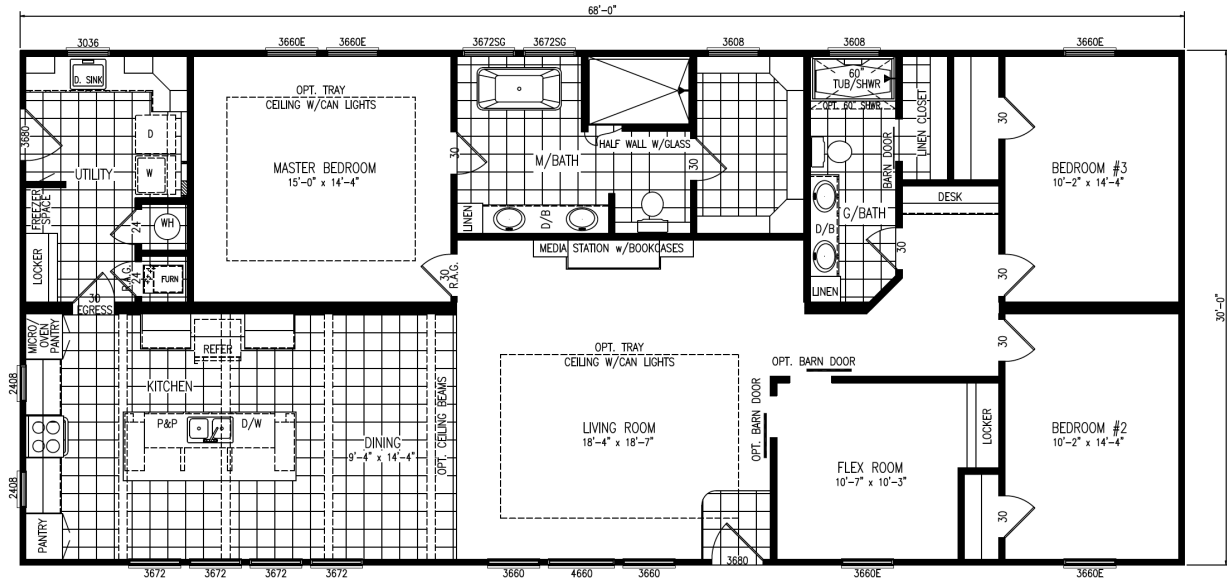 68'-0"
3036
3660E
3660E
3672SG
3672SG
3608
3608
3660E
D. SINK
OPT. TRAY
CEILING W/CAN LIGHTS
60"
TUB/SHWR
OPT. 60" SHWR
LINEN CLOSET
BARN DOOR
3680
D
W
UTILITY
MASTER BEDROOM
15'-0" x 14'-4"
30
M/BATH
HALF WALL W/GLASS
30
30
BEDROOM #3
10'-2" x 14'-4"
FREEZER
SPACE
24
WH
LINEN
D/B
G/BATH
D/B
DESK
LOCKER
R.A.G.
24
FURN
30
R.A.G.
MEDIA STATION w/BOOKCASES
30
30
LINEN
30
EGRESS
30'-0"
MICRO/
OVEN
PANTRY
REFER
OPT. TRAY
CEILING W/CAN LIGHTS
OPT. BARN DOOR
30
2408
KITCHEN
OPT. CEILING BEAMS
OPT. BARN DOOR
P&P
D/W
DINING
9'-4" x 14'-4"
LIVING ROOM
18'-4" x 18'-7"
LOCKER
BEDROOM #2
10'-2" x 14'-4"
FLEX ROOM
10'-7" x 10'-3"
2408
PANTRY
30
3680
3672
3672
3672
3672
3660
4660
3660
3660E
3660E